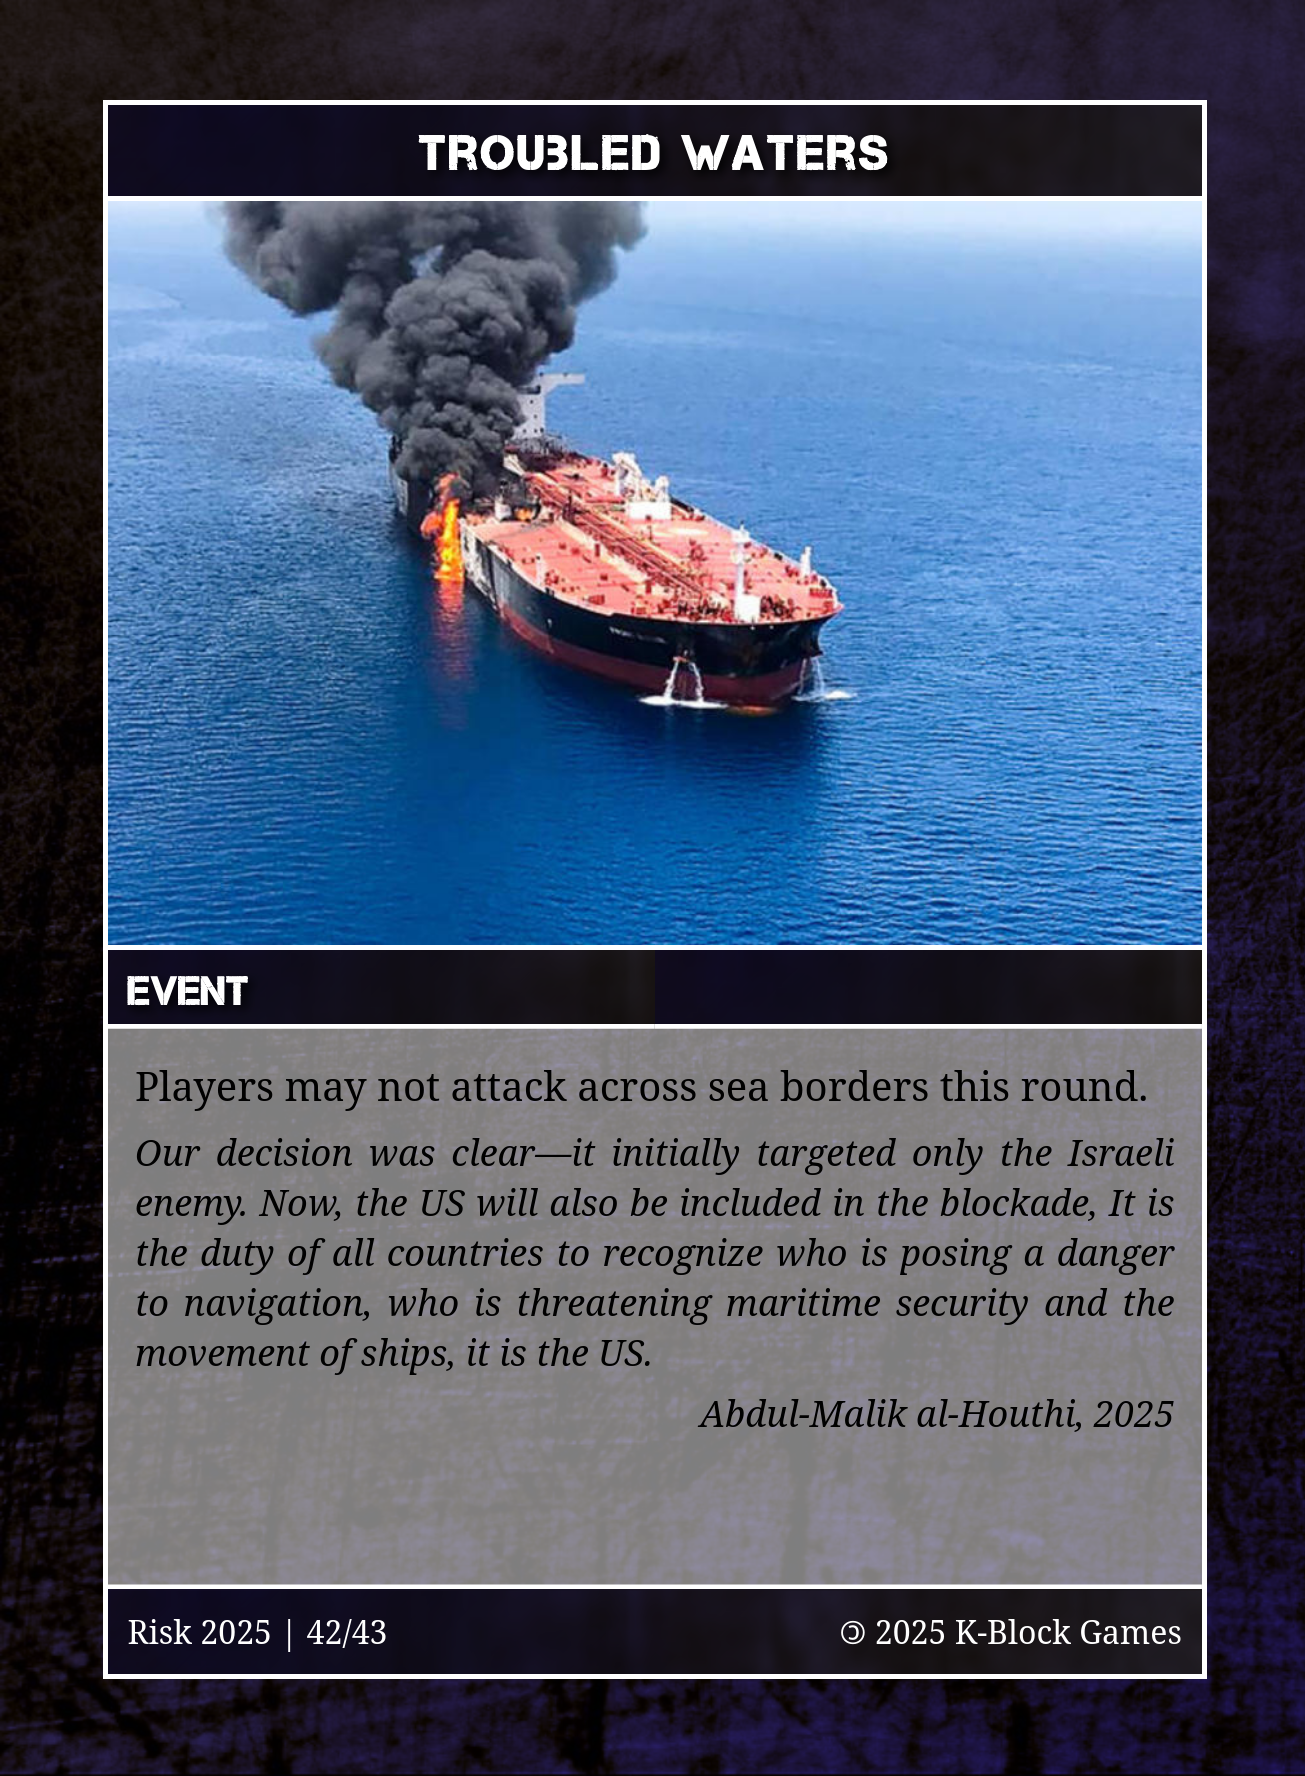 TROUBLED WATERS
EVENT
Players may not attack across sea borders this round.
Our decision was clear—it initially targeted only the Israeli
enemy. Now, the US will also be included in the blockade, It is
the duty of all countries to recognize who is posing a danger
to navigation, who is threatening maritime security and the
movement of ships, it is the US.
Abdul-Malik al-Houthi, 2025
Risk 2025 | 42/43
🄯 2025 K-Block Games